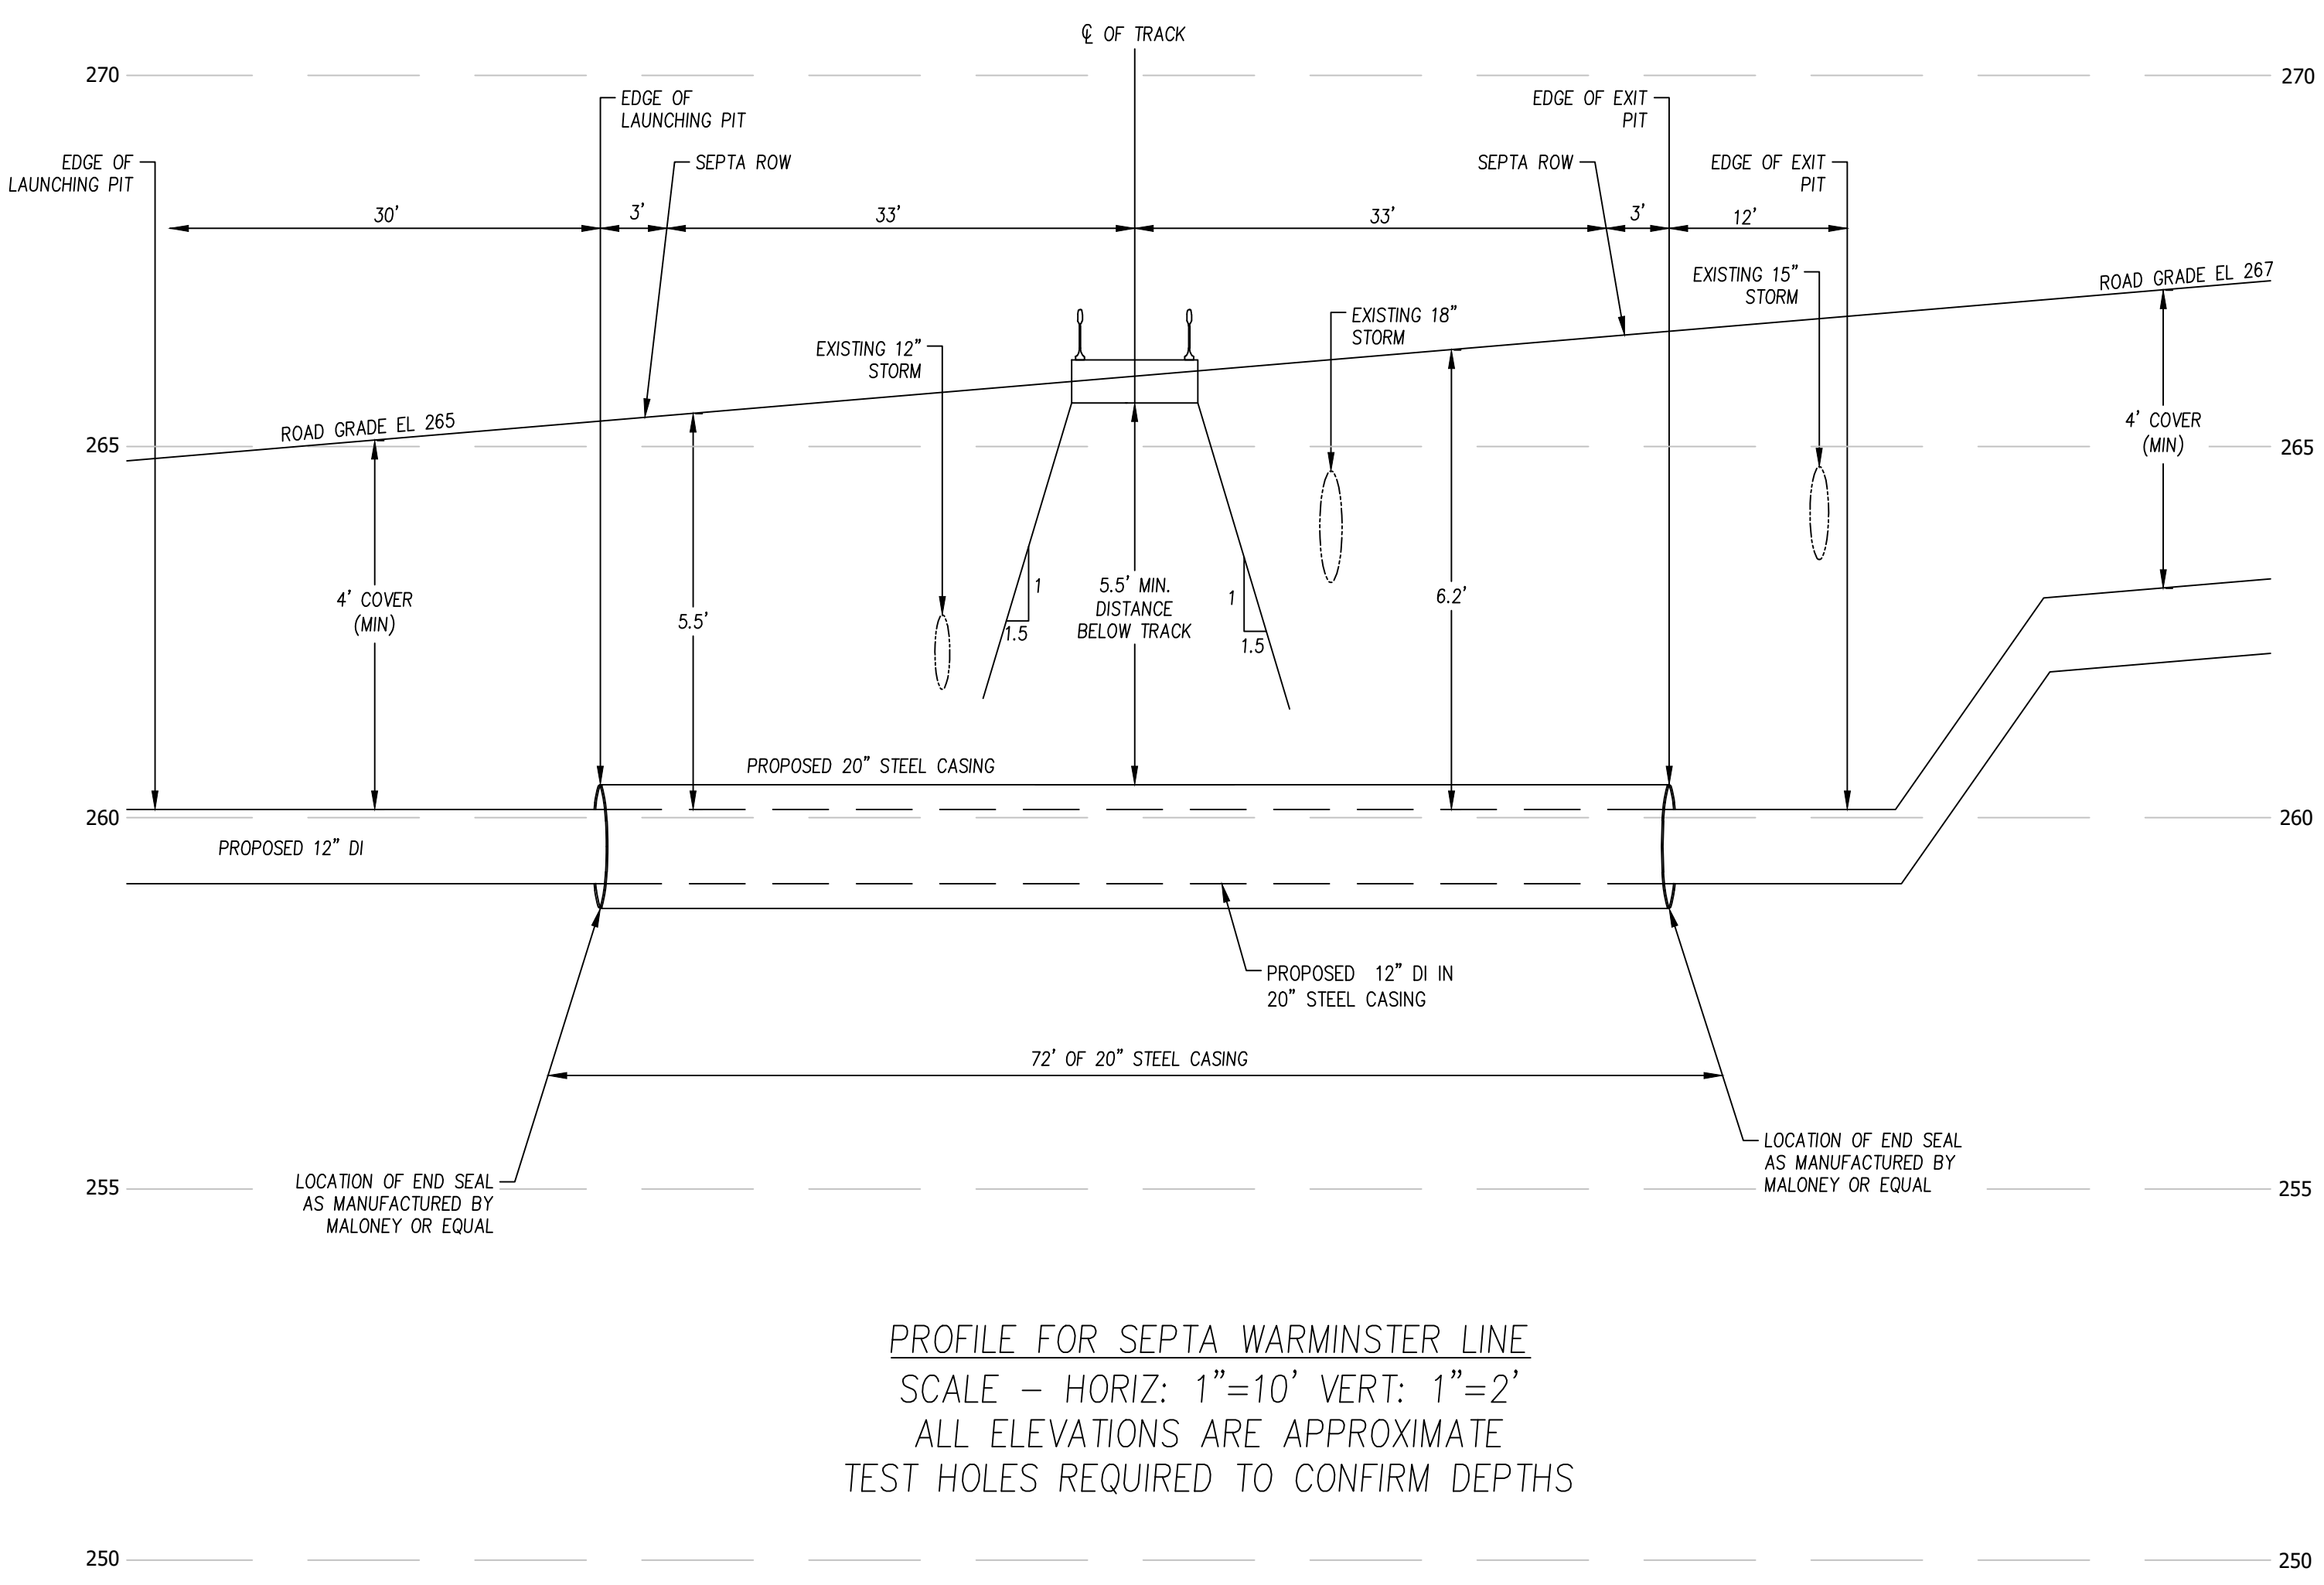 ℄ OF TRACK
270
270
EDGE OF
LAUNCHING PIT
EDGE OF EXIT
PIT
EDGE OF
LAUNCHING PIT
SEPTA ROW
SEPTA ROW
EDGE OF EXIT
PIT
30'
3'
33'
33'
3'
12'
EXISTING 15"
STORM
ROAD GRADE EL 267
EXISTING 18"
STORM
EXISTING 12"
STORM
ROAD GRADE EL 265
4' COVER
(MIN)
265
265
4' COVER
(MIN)
5.5'
1
1.5
5.5' MIN.
DISTANCE
BELOW TRACK
1
1.5
6.2'
PROPOSED 20" STEEL CASING
260
260
PROPOSED 12" DI
PROPOSED 12" DI IN
20" STEEL CASING
72' OF 20" STEEL CASING
LOCATION OF END SEAL
AS MANUFACTURED BY
MALONEY OR EQUAL
LOCATION OF END SEAL
AS MANUFACTURED BY
MALONEY OR EQUAL
255
255
PROFILE FOR SEPTA WARMINSTER LINE
SCALE - HORIZ: 1"=10' VERT: 1"=2'
ALL ELEVATIONS ARE APPROXIMATE
TEST HOLES REQUIRED TO CONFIRM DEPTHS
250
250